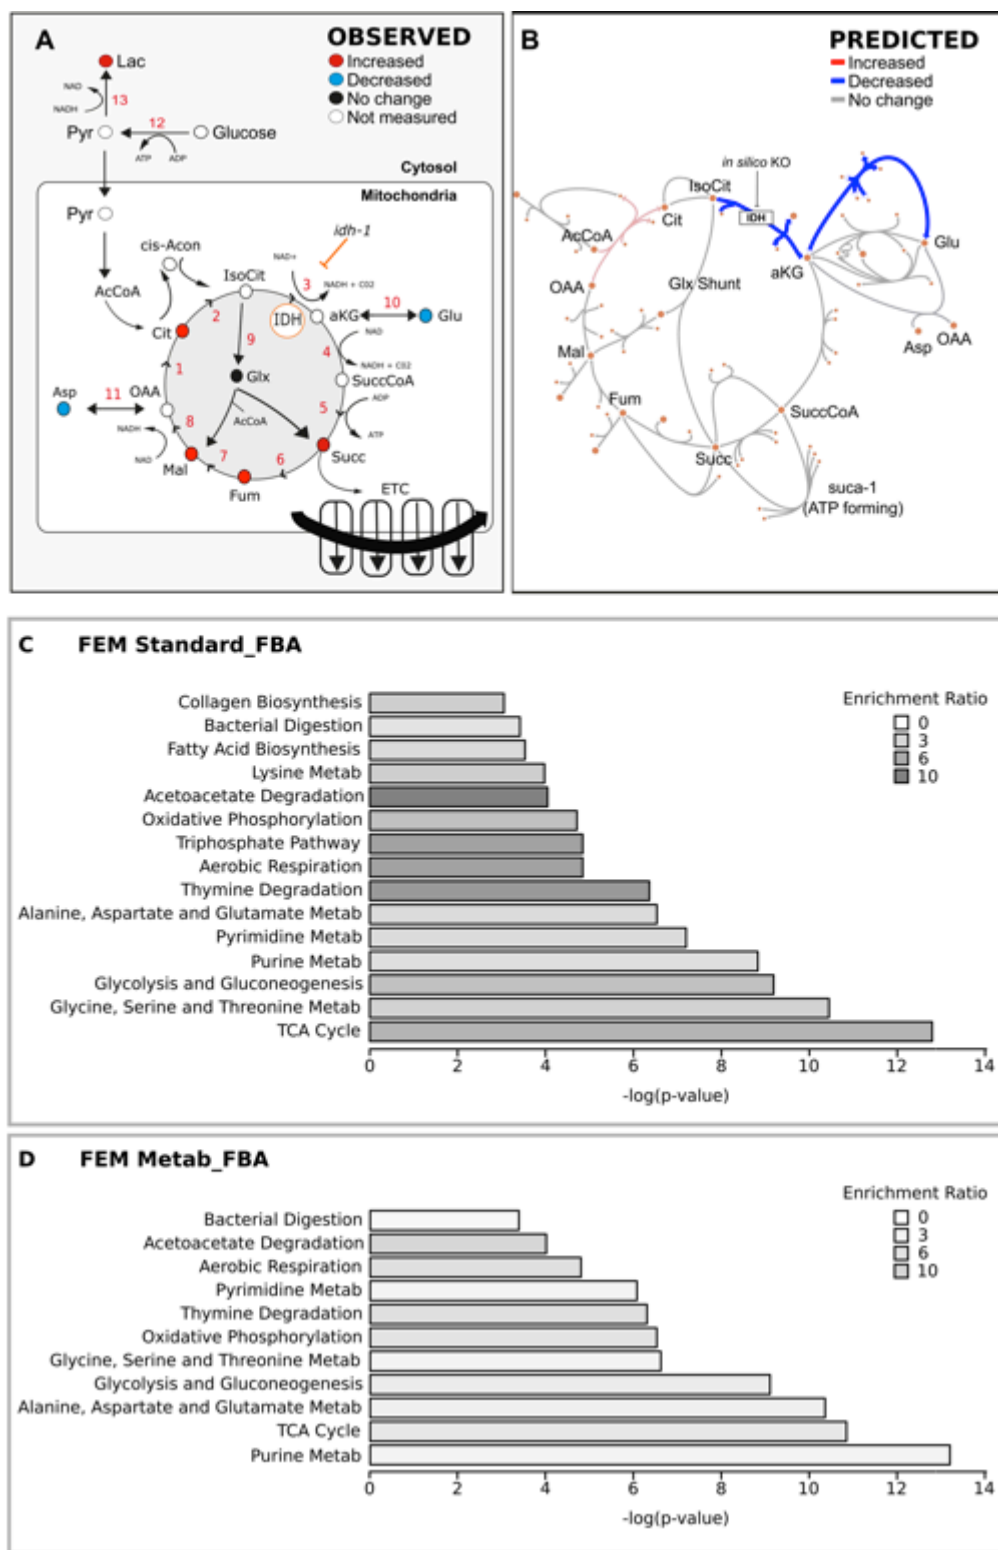 A
OBSERVED
Increased
Decreased
No change
Not measured
Lac
NAD
NADH
13
Pyr
12
Glucose
ATP
ADP
Cytosol
Mitochondria
Pyr
cis-Acon
idh-1
NAD+
IsoCit
3
NADH + CO2
AcCoA
2
IDH
aKG
10
Glu
Cit
9
4
NAD
NADH + CO2
1
Glx
SuccCoA
Asp
11
OAA
AcCoA
5
ADP
NADH
8
ATP
NAD
Mal
7
6
Succ
Fum
ETC
B
PREDICTED
Increased
Decreased
No change
in silico KO
IsoCit
Cit
IDH
AcCoA
aKG
Glu
OAA
Glx Shunt
Asp
OAA
Mal
Fum
SuccCoA
Succ
suca-1
(ATP forming)
C FEM Standard_FBA
Enrichment Ratio
0
3
6
10
Collagen Biosynthesis
Bacterial Digestion
Fatty Acid Biosynthesis
Lysine Metab
Acetoacetate Degradation
Oxidative Phosphorylation
Triphosphate Pathway
Aerobic Respiration
Thymine Degradation
Alanine, Aspartate and Glutamate Metab
Pyrimidine Metab
Purine Metab
Glycolysis and Gluconeogenesis
Glycine, Serine and Threonine Metab
TCA Cycle
0 2 4 6 8 10 12 14
-log(p-value)
D FEM Metab_FBA
Enrichment Ratio
0
3
6
10
Bacterial Digestion
Acetoacetate Degradation
Aerobic Respiration
Pyrimidine Metab
Thymine Degradation
Oxidative Phosphorylation
Glycine, Serine and Threonine Metab
Glycolysis and Gluconeogenesis
Alanine, Aspartate and Glutamate Metab
TCA Cycle
Purine Metab
0 2 4 6 8 10 12 14
-log(p-value)